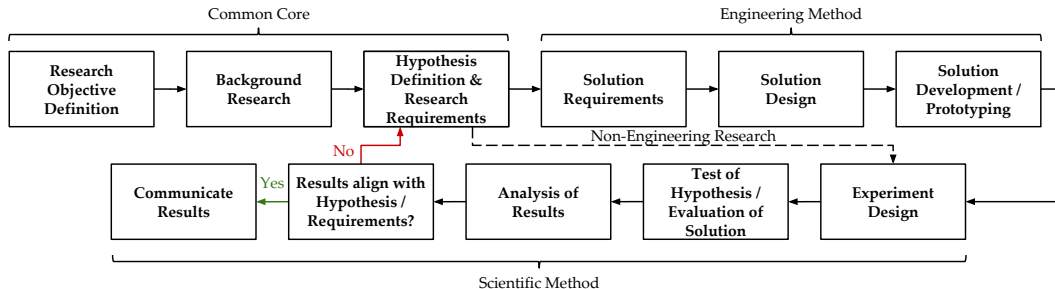 Common Core
Engineering Method
Research
Objective
Definition
Background
Research
Hypothesis
Definition &
Research
Requirements
Solution
Requirements
Solution
Design
Solution
Development /
Prototyping
No
Non-Engineering Research
Communicate
Results
Yes
Results align with
Hypothesis /
Requirements?
Analysis of
Results
Test of
Hypothesis /
Evaluation of
Solution
Experiment
Design
Scientific Method